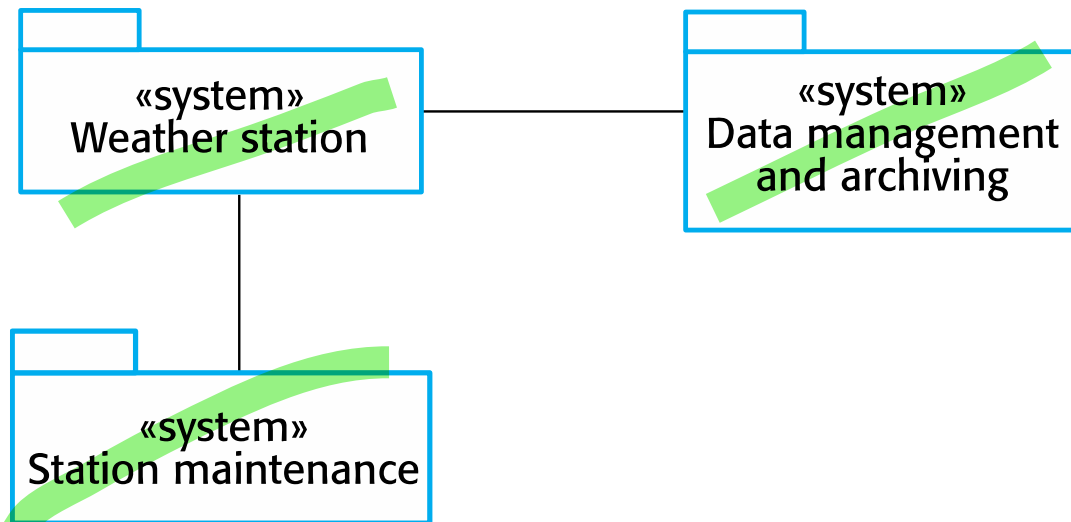 «system»
Weather station
«system»
Data management
and archiving
«system»
Station maintenance